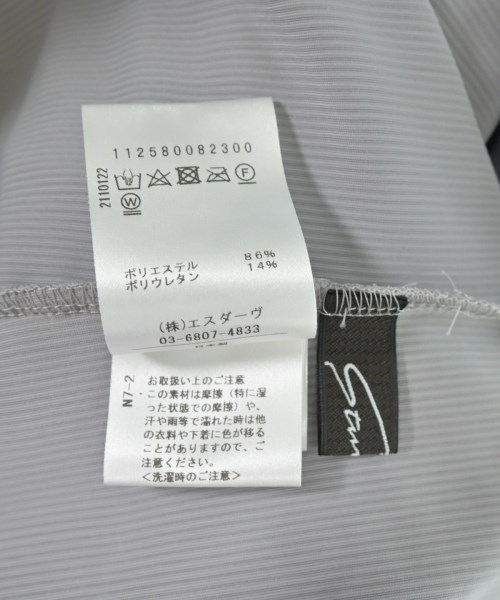 112580082300
2110122
F
W
ポリエステル 86%
ポリウレタン 14%
(株)エスダーヴ
03-6807-4833
N7-2
お取扱い上のご注意
・この素材は摩擦（特に湿
った状態での摩擦）や、
汗や雨等で濡れた時は他
の衣料や下着に色が移る
ことがありますので、ご
注意ください。
＜洗濯時のご注意＞